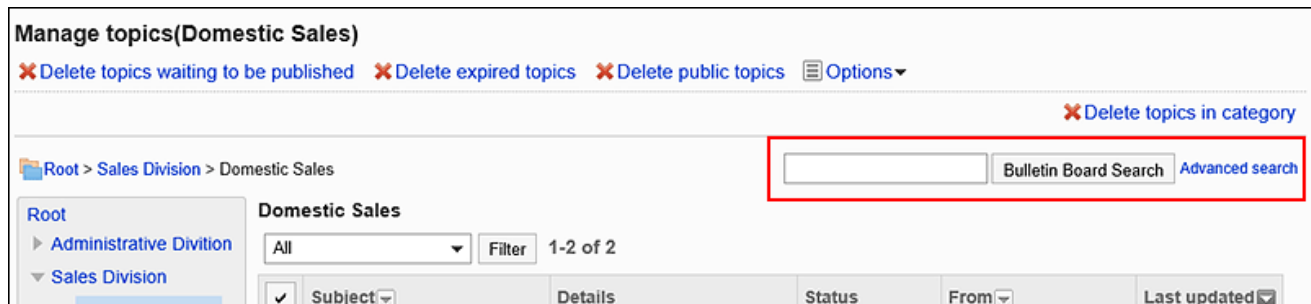 Manage topics(Domestic Sales)
Delete topics waiting to be published Delete expired topics Delete public topics Options
Delete topics in category
Root > Sales Division > Domestic Sales Bulletin Board Search Advanced search
Root
Administrative Divition
Sales Division
Domestic Sales
All Filter 1-2 of 2
Subject Details Status From Last updated